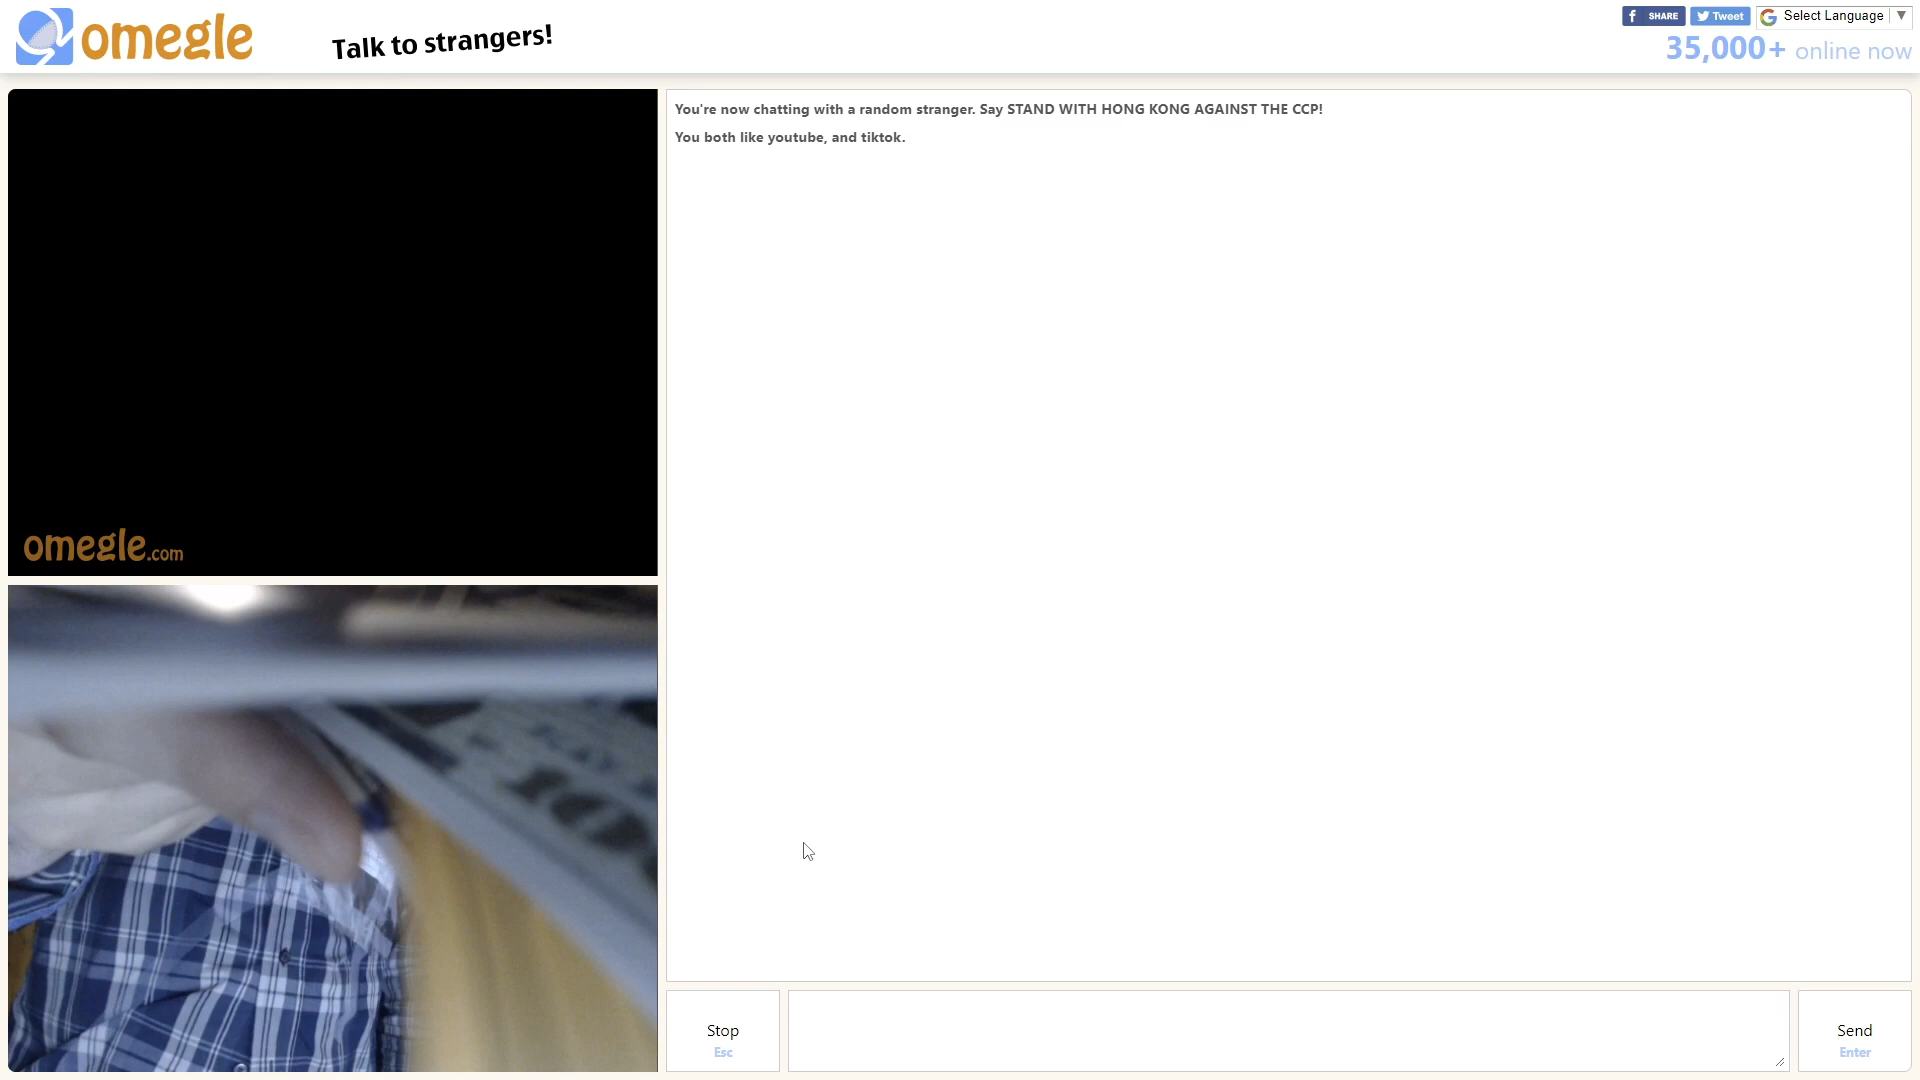 omegle
Talk to strangers!
SHARE
Tweet
Select Language
35,000+ online now
You're now chatting with a random stranger. Say STAND WITH HONG KONG AGAINST THE CCP!
You both like youtube, and tiktok.
omegle.com
100
Stop
Esc
Send
Enter